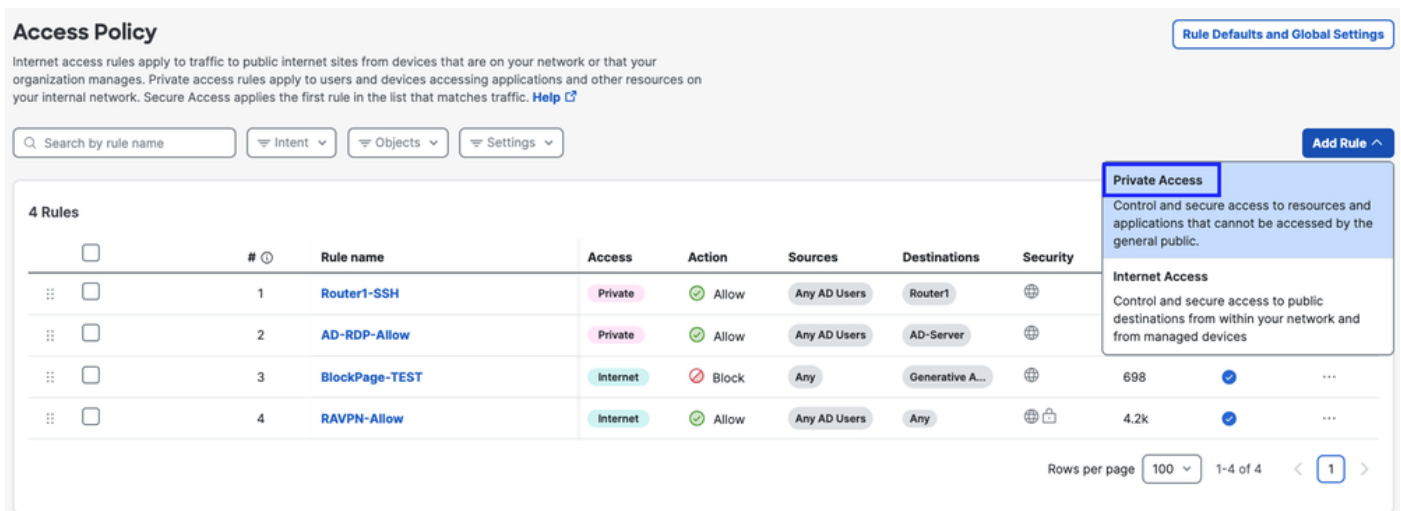 Access Policy
Rule Defaults and Global Settings
Internet access rules apply to traffic to public internet sites from devices that are on your network or that your
organization manages. Private access rules apply to users and devices accessing applications and other resources on
your internal network. Secure Access applies the first rule in the list that matches traffic. Help
Search by rule name
Intent
Objects
Settings
Add Rule
Private Access
Control and secure access to resources and
applications that cannot be accessed by the
general public.
Internet Access
Control and secure access to public
destinations from within your network and
from managed devices
4 Rules
# Rule name Access Action Sources Destinations Security
1 Router1-SSH Private Allow Any AD Users Router1
2 AD-RDP-Allow Private Allow Any AD Users AD-Server
3 BlockPage-TEST Internet Block Any Generative A... 698 ...
4 RAVPN-Allow Internet Allow Any AD Users Any 4.2k ...
Rows per page 100 1-4 of 4 < 1 >